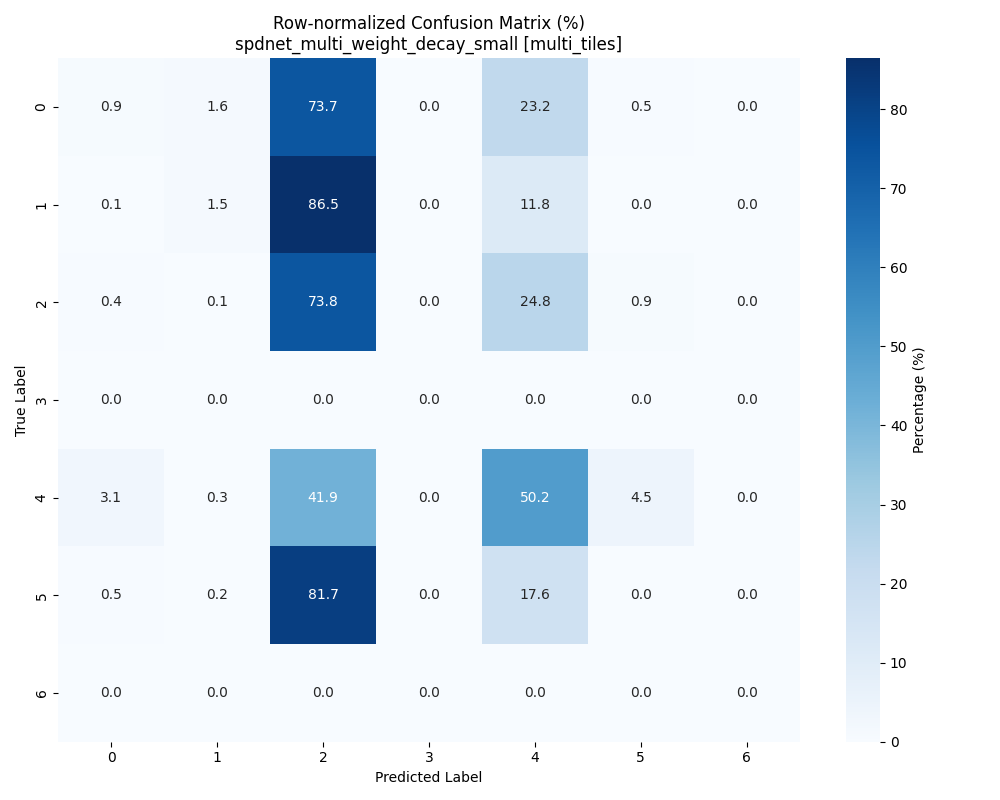 Row-normalized Confusion Matrix (%)
spdnet_multi_weight_decay_small [multi_tiles]
0 0.9 1.6 73.7 0.0 23.2 0.5 0.0
1 0.1 1.5 86.5 0.0 11.8 0.0 0.0
2 0.4 0.1 73.8 0.0 24.8 0.9 0.0
3 0.0 0.0 0.0 0.0 0.0 0.0 0.0
4 3.1 0.3 41.9 0.0 50.2 4.5 0.0
5 0.5 0.2 81.7 0.0 17.6 0.0 0.0
6 0.0 0.0 0.0 0.0 0.0 0.0 0.0
0 1 2 3 4 5 6
Predicted Label
True Label
80
70
60
50
40
30
20
10
0
Percentage (%)